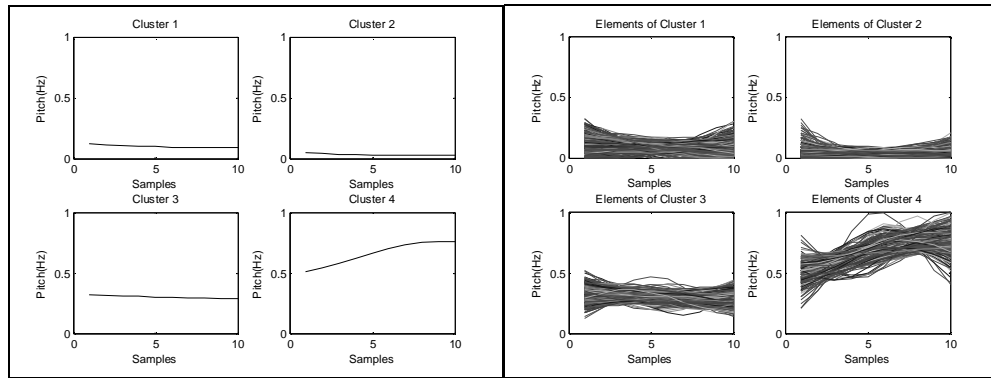 Cluster 1
Pitch(Hz)
1
0.5
0
0 5 10
Samples
Cluster 2
Pitch(Hz)
1
0.5
0
0 5 10
Samples
Cluster 3
Pitch(Hz)
1
0.5
0
0 5 10
Samples
Cluster 4
Pitch(Hz)
1
0.5
0
0 5 10
Samples
Elements of Cluster 1
Pitch(Hz)
1
0.5
0
0 5 10
Samples
Elements of Cluster 2
Pitch(Hz)
1
0.5
0
0 5 10
Samples
Elements of Cluster 3
Pitch(Hz)
1
0.5
0
0 5 10
Samples
Elements of Cluster 4
Pitch(Hz)
1
0.5
0
0 5 10
Samples